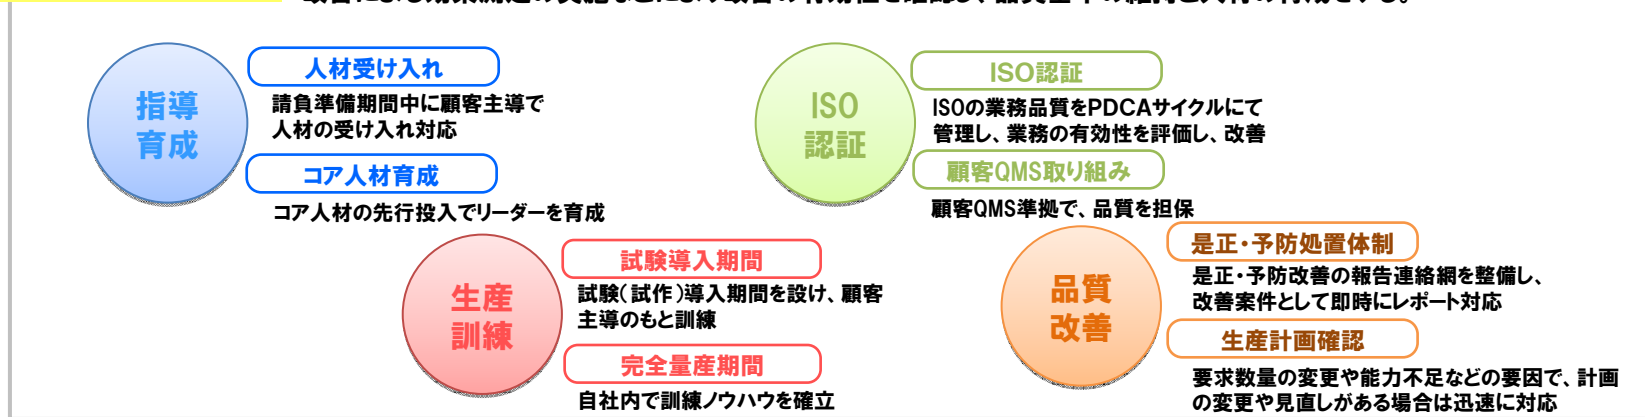 指導
育成
人材受け入れ
請負準備期間中に顧客主導で
人材の受け入れ対応
コア人材育成
コア人材の先行投入でリーダーを育成
ISO
認証
ISO認証
ISOの業務品質をPDCAサイクルにて
管理し、業務の有効性を評価し、改善
顧客QMS取り組み
顧客QMS準拠で、品質を担保
生産
訓練
試験導入期間
試験(試作)導入期間を設け、顧客
主導のもと訓練
完全量産期間
自社内で訓練ノウハウを確立
品質
改善
是正・予防処置体制
是正・予防改善の報告連絡網を整備し、
改善案件として即時にレポート対応
生産計画確認
要求数量の変更や能力不足などの要因で、計画
の変更や見直しがある場合は迅速に対応